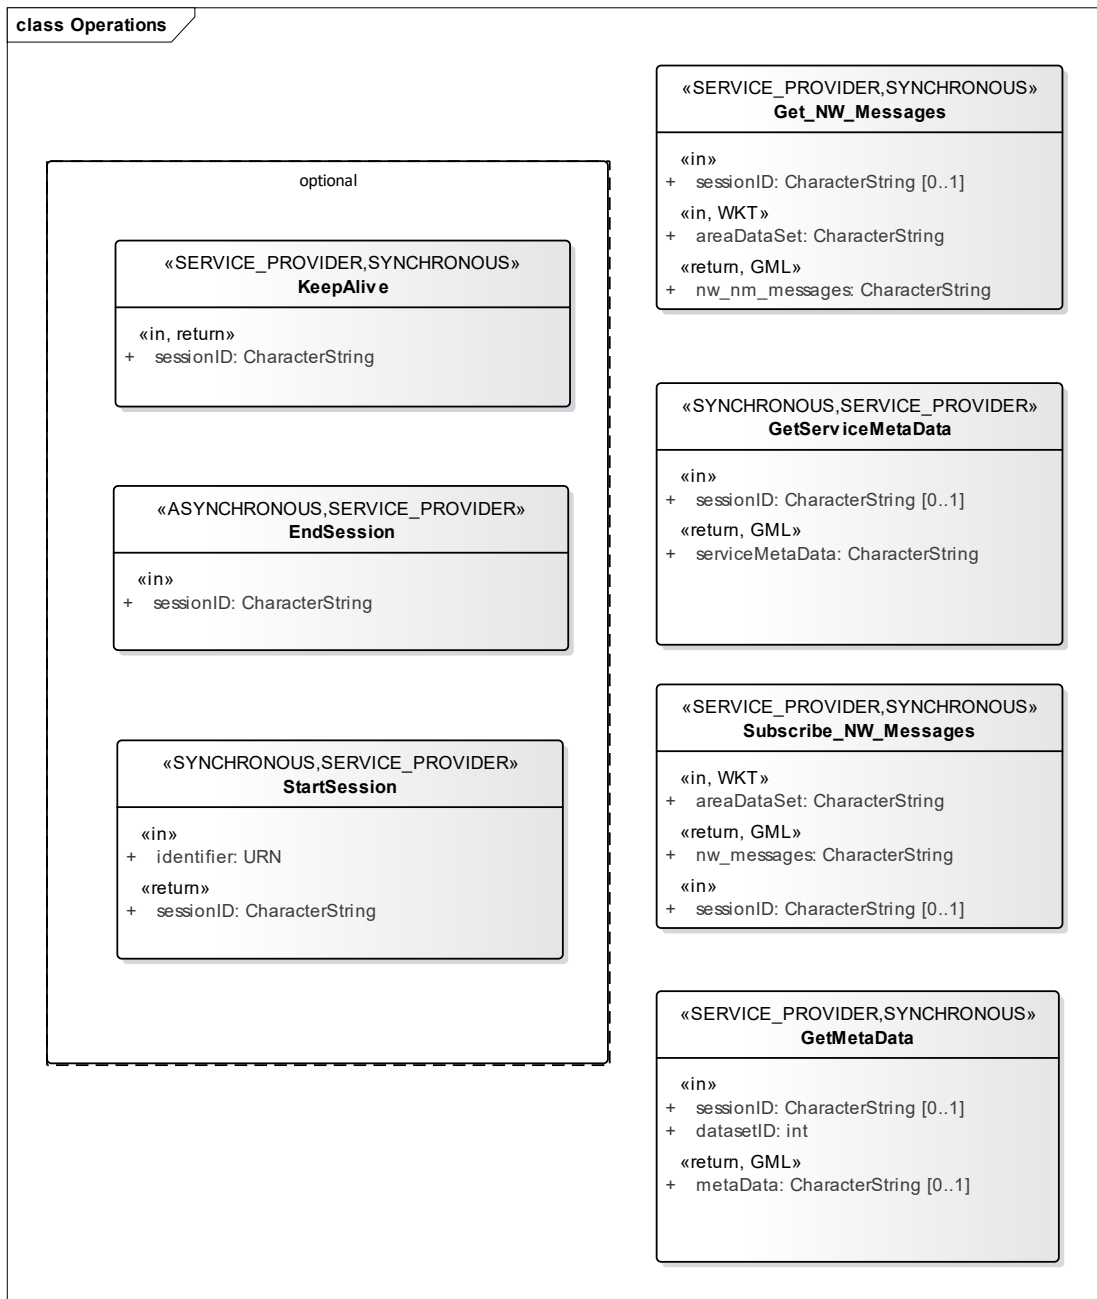 class Operations
optional
«SERVICE_PROVIDER,SYNCHRONOUS»
KeepAlive
«in, return»
+ sessionID: CharacterString
«ASYNCHRONOUS,SERVICE_PROVIDER»
EndSession
«in»
+ sessionID: CharacterString
«SYNCHRONOUS,SERVICE_PROVIDER»
StartSession
«in»
+ identifier: URN
«return»
+ sessionID: CharacterString
«SERVICE_PROVIDER,SYNCHRONOUS»
Get_NW_Messages
«in»
+ sessionID: CharacterString [0..1]
«in, WKT»
+ areaDataSet: CharacterString
«return, GML»
+ nw_nm_messages: CharacterString
«SYNCHRONOUS,SERVICE_PROVIDER»
GetServiceMetaData
«in»
+ sessionID: CharacterString [0..1]
«return, GML»
+ serviceMetaData: CharacterString
«SERVICE_PROVIDER,SYNCHRONOUS»
Subscribe_NW_Messages
«in, WKT»
+ areaDataSet: CharacterString
«return, GML»
+ nw_messages: CharacterString
«in»
+ sessionID: CharacterString [0..1]
«SERVICE_PROVIDER,SYNCHRONOUS»
GetMetaData
«in»
+ sessionID: CharacterString [0..1]
+ datasetID: int
«return, GML»
+ metaData: CharacterString [0..1]